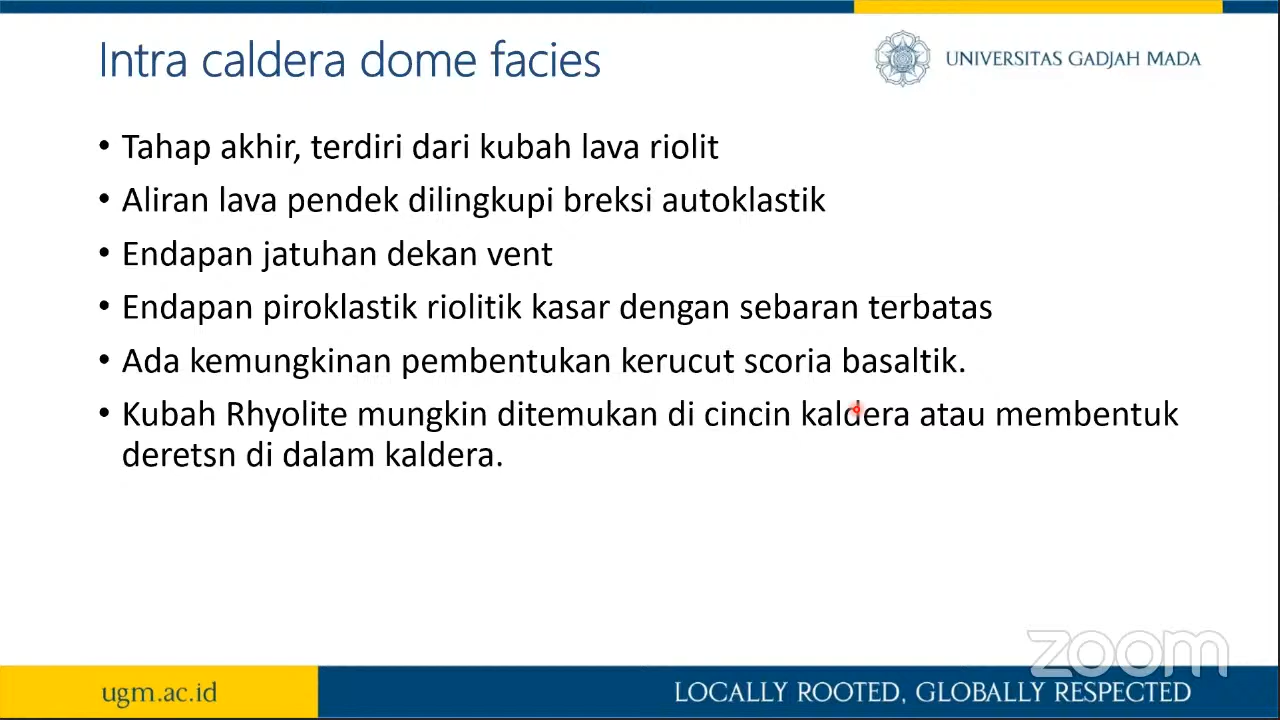 Intra caldera dome facies
UNIVERSITAS GADJAH MADA
• Tahap akhir, terdiri dari kubah lava riolit
• Aliran lava pendek dilingkupi breksi autoklastik
• Endapan jatuhan dekan vent
• Endapan piroklastik riolitik kasar dengan sebaran terbatas
• Ada kemungkinan pembentukan kerucut scoria basaltik.
• Kubah Rhyolite mungkin ditemukan di cincin kaldera atau membentuk
deretsn di dalam kaldera.
zoom
ugm.ac.id
LOCALLY ROOTED, GLOBALLY RESPECTED